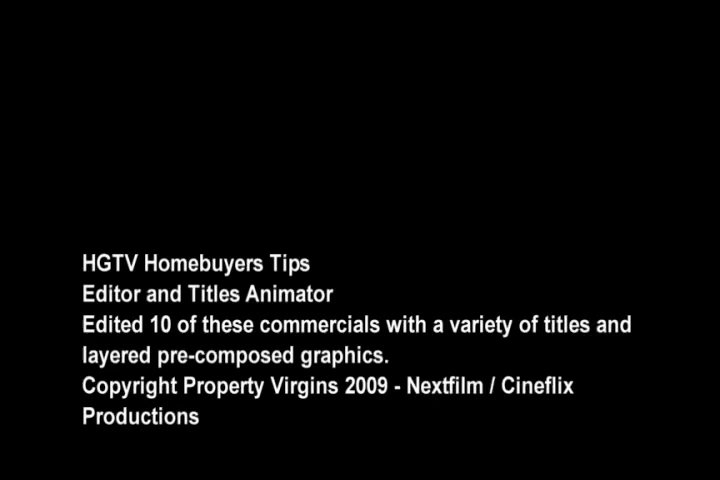 HGTV Homebuyers Tips
Editor and Titles Animator
Edited 10 of these commercials with a variety of titles and
layered pre-composed graphics.
Copyright Property Virgins 2009 - Nextfilm / Cineflix
Productions